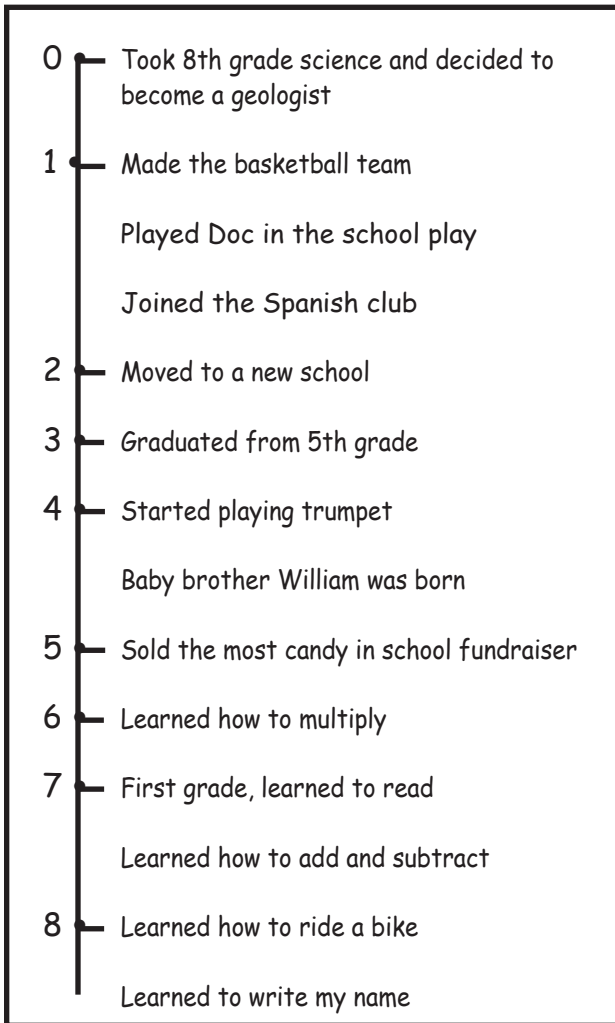 0 Took 8th grade science and decided to
become a geologist
1 Made the basketball team
Played Doc in the school play
Joined the Spanish club
2 Moved to a new school
3 Graduated from 5th grade
4 Started playing trumpet
Baby brother William was born
5 Sold the most candy in school fundraiser
6 Learned how to multiply
7 First grade, learned to read
Learned how to add and subtract
8 Learned how to ride a bike
Learned to write my name